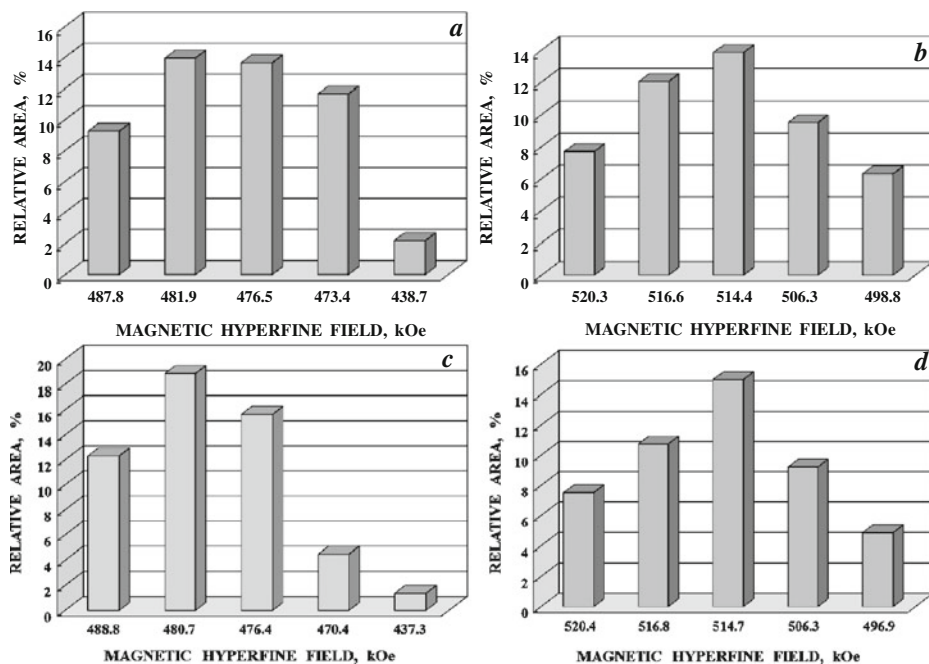 a
RELATIVE AREA, %
16
14
12
10
8
6
4
2
0
487.8 481.9 476.5 473.4 438.7
MAGNETIC HYPERFINE FIELD, kOe
b
RELATIVE AREA, %
14
12
10
8
6
4
2
0
520.3 516.6 514.4 506.3 498.8
MAGNETIC HYPERFINE FIELD, kOe
c
RELATIVE AREA, %
20
18
16
14
12
10
8
6
4
2
0
488.8 480.7 476.4 470.4 437.3
MAGNETIC HYPERFINE FIELD, kOe
d
RELATIVE AREA, %
16
14
12
10
8
6
4
2
0
520.4 516.8 514.7 506.3 496.9
MAGNETIC HYPERFINE FIELD, kOe